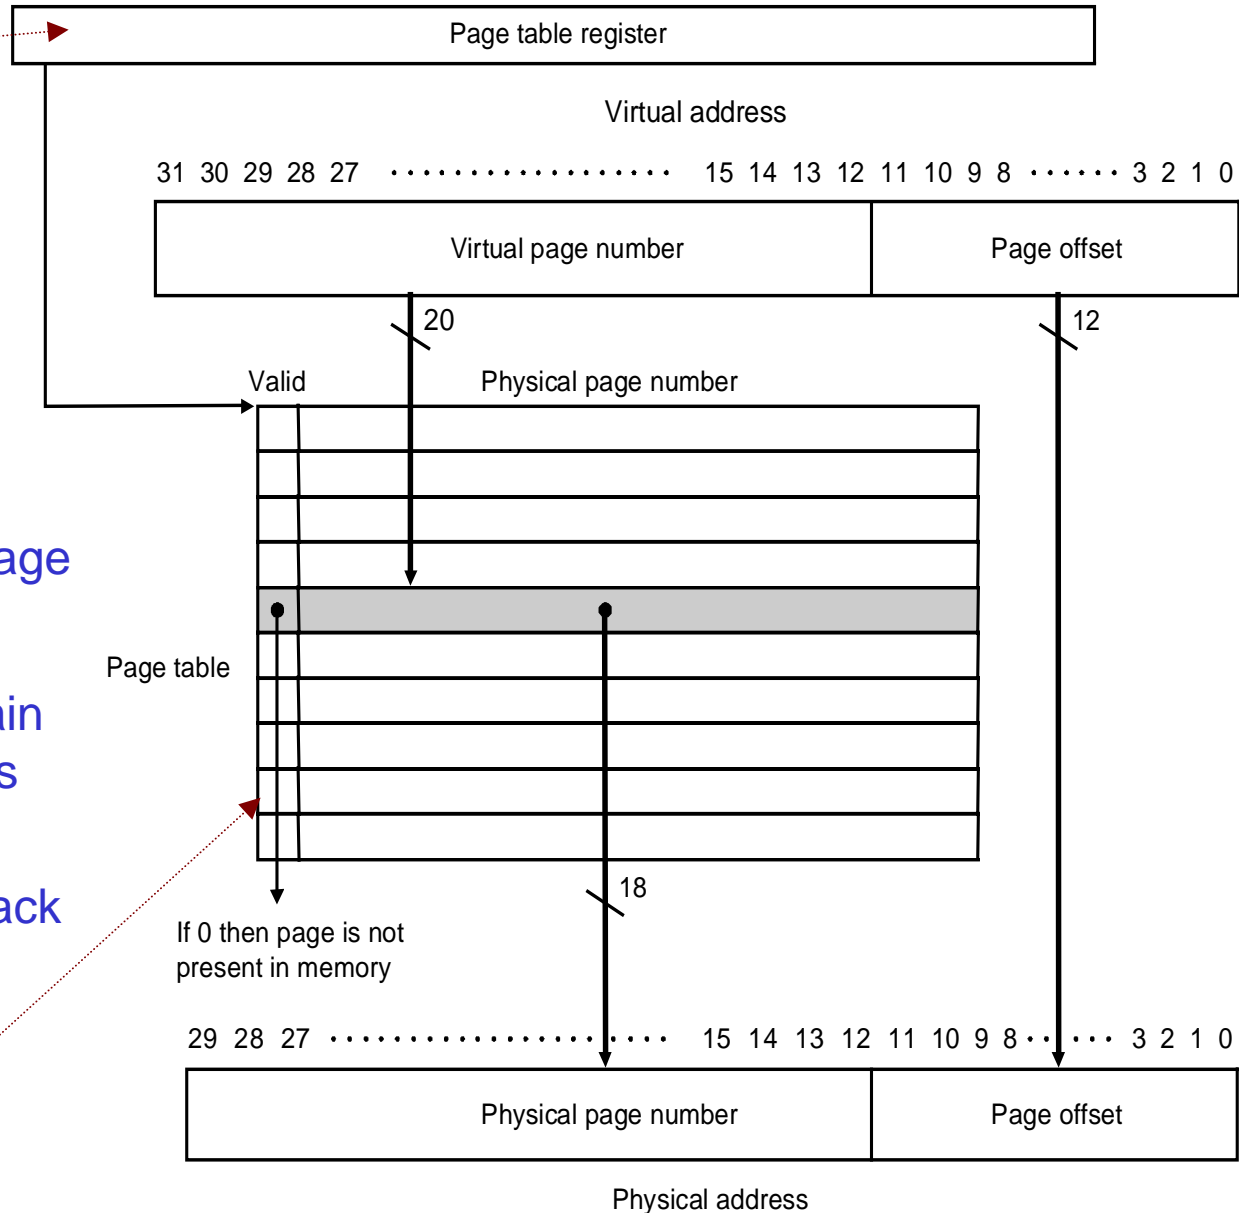 Page table register
Virtual address
31 30 29 28 27 ·················· 15 14 13 12 11 10 9 8 ······ 3 2 1 0
Virtual page number Page offset
20 12
Valid Physical page number
age
Page table
ain
s
ack
18
If 0 then page is not
present in memory
29 28 27 ····················· 15 14 13 12 11 10 9 8 ······ 3 2 1 0
Physical page number Page offset
Physical address